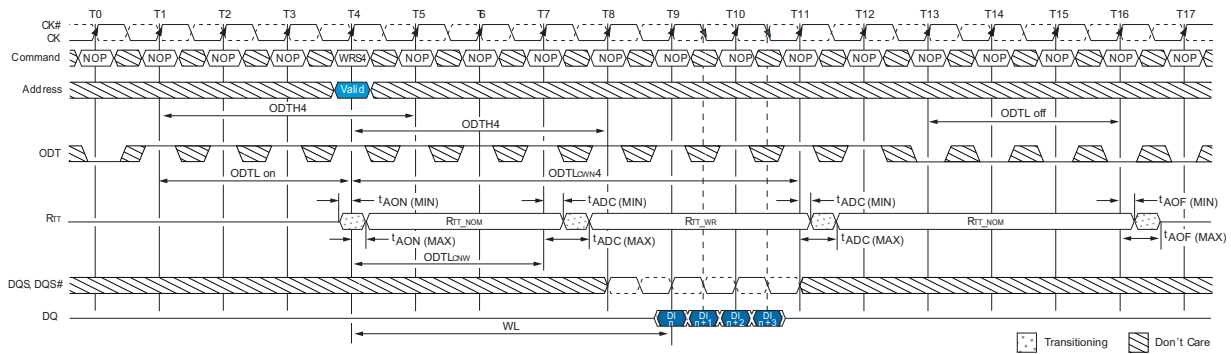 T0 T1 T2 T3 T4 T5 T6 T7 T8 T9 T10 T11 T12 T13 T14 T15 T16 T17
CK#
CK
Command NOP NOP NOP NOP WRS4 NOP NOP NOP NOP NOP NOP NOP NOP NOP NOP NOP NOP NOP
Address Valid
ODTH4 ODTL off
ODTH4
ODT
ODTL on ODTLCWN4
tAON (MIN) tADC (MIN) tADC (MIN) tAOF (MIN)
RTT RTT_NOM RTT_WR RTT_NOM
tAON (MAX) tADC (MAX) tADC (MAX) tAOF (MAX)
ODTLCNW
DQS, DQS#
DQ DI n DI n+1 DI n+2 DI n+3
WL
Transitioning Don't Care